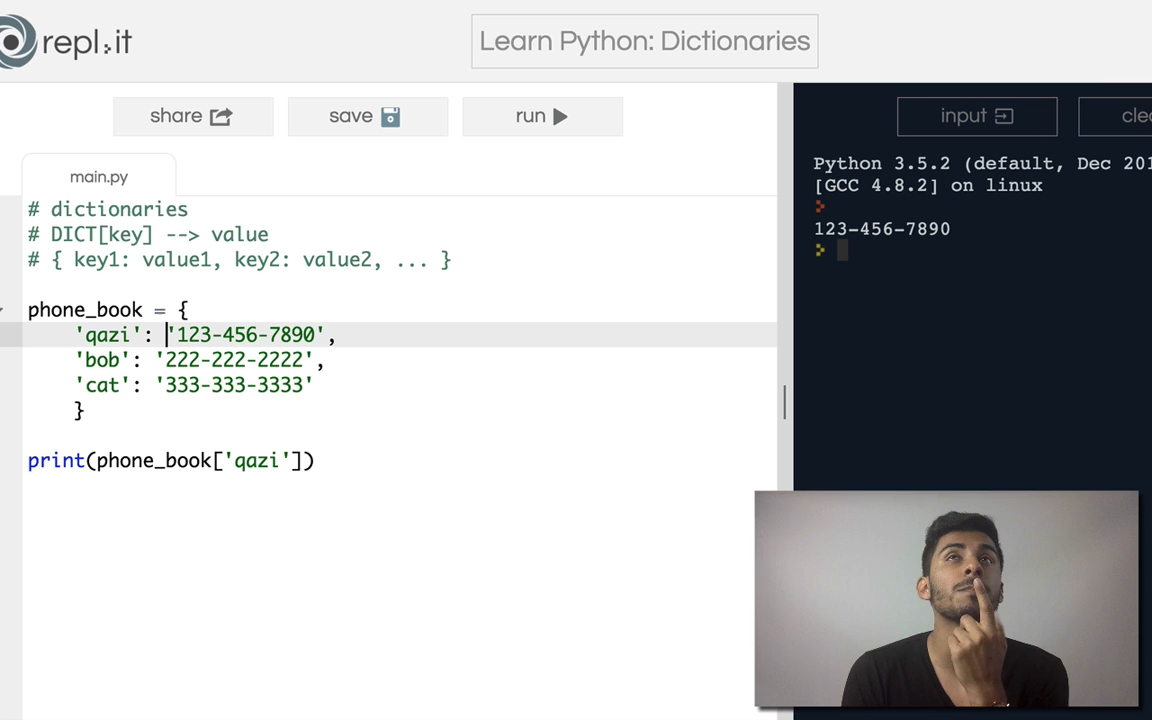 repl.it
Learn Python: Dictionaries
share
save
run
input
main.py
Python 3.5.2 (default, Dec
[GCC 4.8.2] on linux
123-456-7890
# dictionaries
# DICT[key] --> value
# { key1: value1, key2: value2, ... }
phone_book = {
'qazi': '123-456-7890',
'bob': '222-222-2222',
'cat': '333-333-3333'
}
print(phone_book['qazi'])